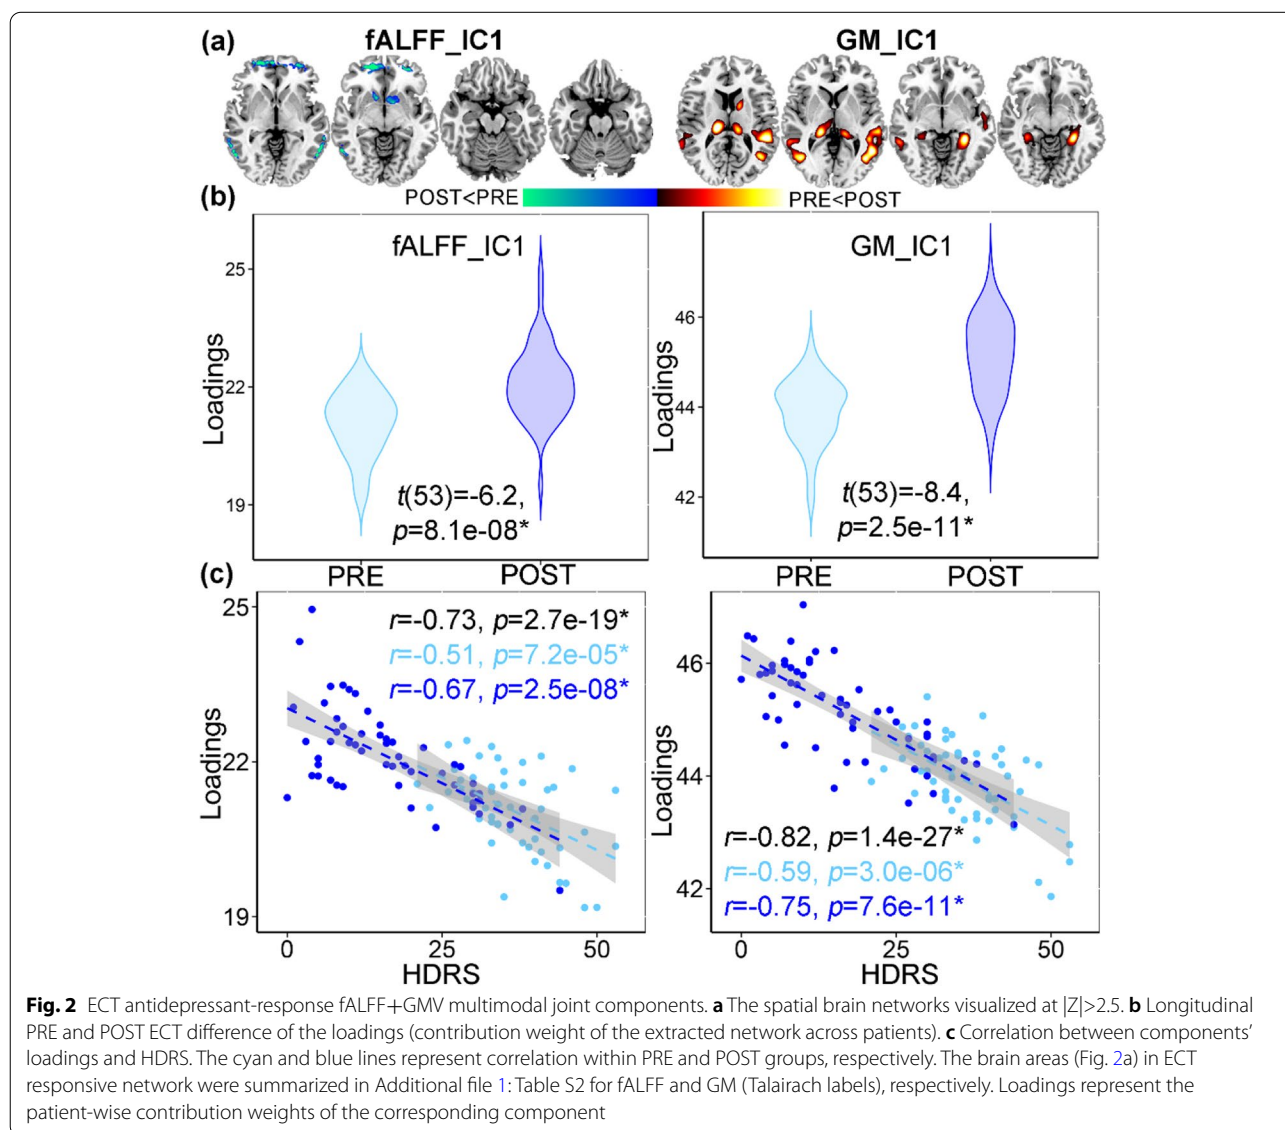 (a) fALFF_IC1 GM_IC1
(b) POST<PRE PRE<POST
fALFF_IC1 GM_IC1
25
22
19
Loadings
t(53)=-6.2,
p=8.1e-08*
PRE POST
46
44
42
Loadings
t(53)=-8.4,
p=2.5e-11*
PRE POST
(c)
25
22
19
Loadings
r=-0.73, p=2.7e-19*
r=-0.51, p=7.2e-05*
r=-0.67, p=2.5e-08*
0 25 50
HDRS
46
44
42
Loadings
r=-0.82, p=1.4e-27*
r=-0.59, p=3.0e-06*
r=-0.75, p=7.6e-11*
0 25 50
HDRS
Fig. 2 ECT antidepressant-response fALFF+GMV multimodal joint components. a The spatial brain networks visualized at |Z|>2.5. b Longitudinal
PRE and POST ECT difference of the loadings (contribution weight of the extracted network across patients). c Correlation between components'
loadings and HDRS. The cyan and blue lines represent correlation within PRE and POST groups, respectively. The brain areas (Fig. 2a) in ECT
responsive network were summarized in Additional file 1: Table S2 for fALFF and GM (Talairach labels), respectively. Loadings represent the
patient-wise contribution weights of the corresponding component